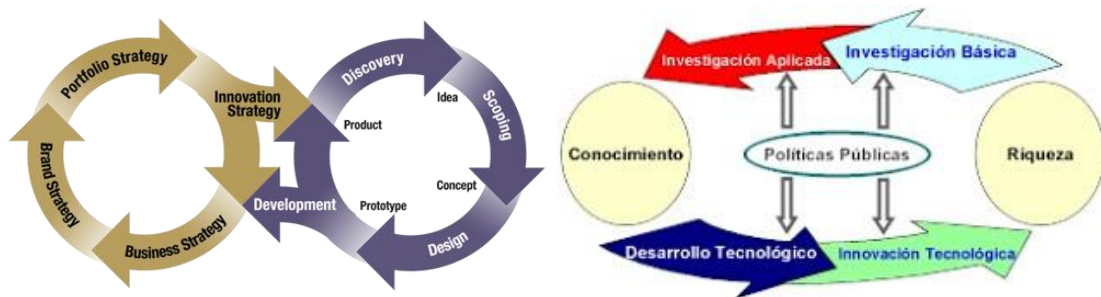 Portfolio Strategy
Innovation
Strategy
Brand Strategy
Business Strategy
Discovery
Idea
Scoping
Product
Concept
Prototype
Development
Design
Investigación Aplicada
Investigación Básica
Conocimiento
Políticas Públicas
Riqueza
Desarrollo Tecnológico
Innovación Tecnológica